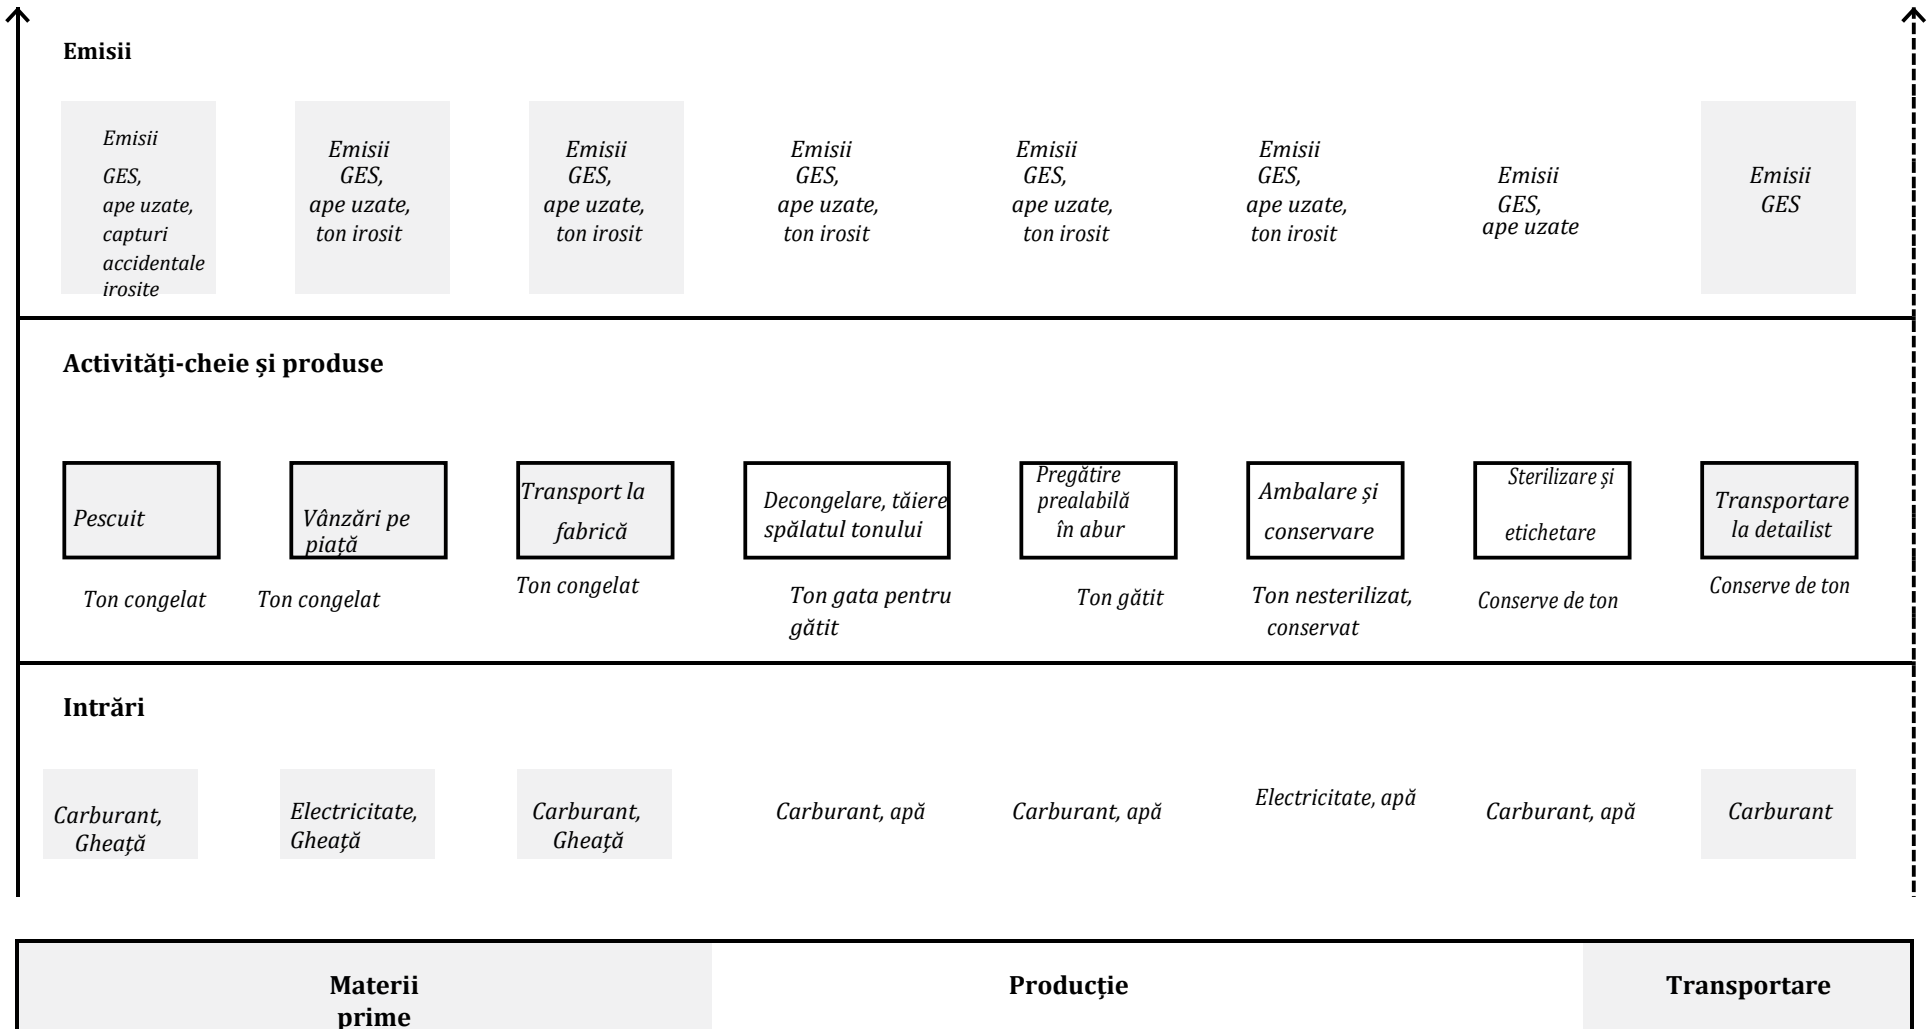 Emisii
Emisii
GES,
ape uzate,
capturi
accidentale
irosite
Emisii
GES,
ape uzate,
ton irosit
Emisii
GES,
ape uzate,
ton irosit
Emisii
GES,
ape uzate,
ton irosit
Emisii
GES,
ape uzate,
ton irosit
Emisii
GES,
ape uzate,
ton irosit
Emisii
GES,
ape uzate
Emisii
GES
Activități-cheie și produse
Pescuit
Vânzări pe
piață
Transport la
fabrică
Decongelare, tăiere
spălatul tonului
Pregătire
prealabilă
în abur
Ambalare și
conservare
Sterilizare și
etichetare
Transportare
la detailist
Ton congelat
Ton congelat
Ton congelat
Ton gata pentru
gătit
Ton gătit
Ton nesterilizat,
conservat
Conserve de ton
Conserve de ton
Intrări
Carburant,
Gheață
Electricitate,
Gheață
Carburant,
Gheață
Carburant, apă
Carburant, apă
Electricitate, apă
Carburant, apă
Carburant
Materii
prime
Producție
Transportare